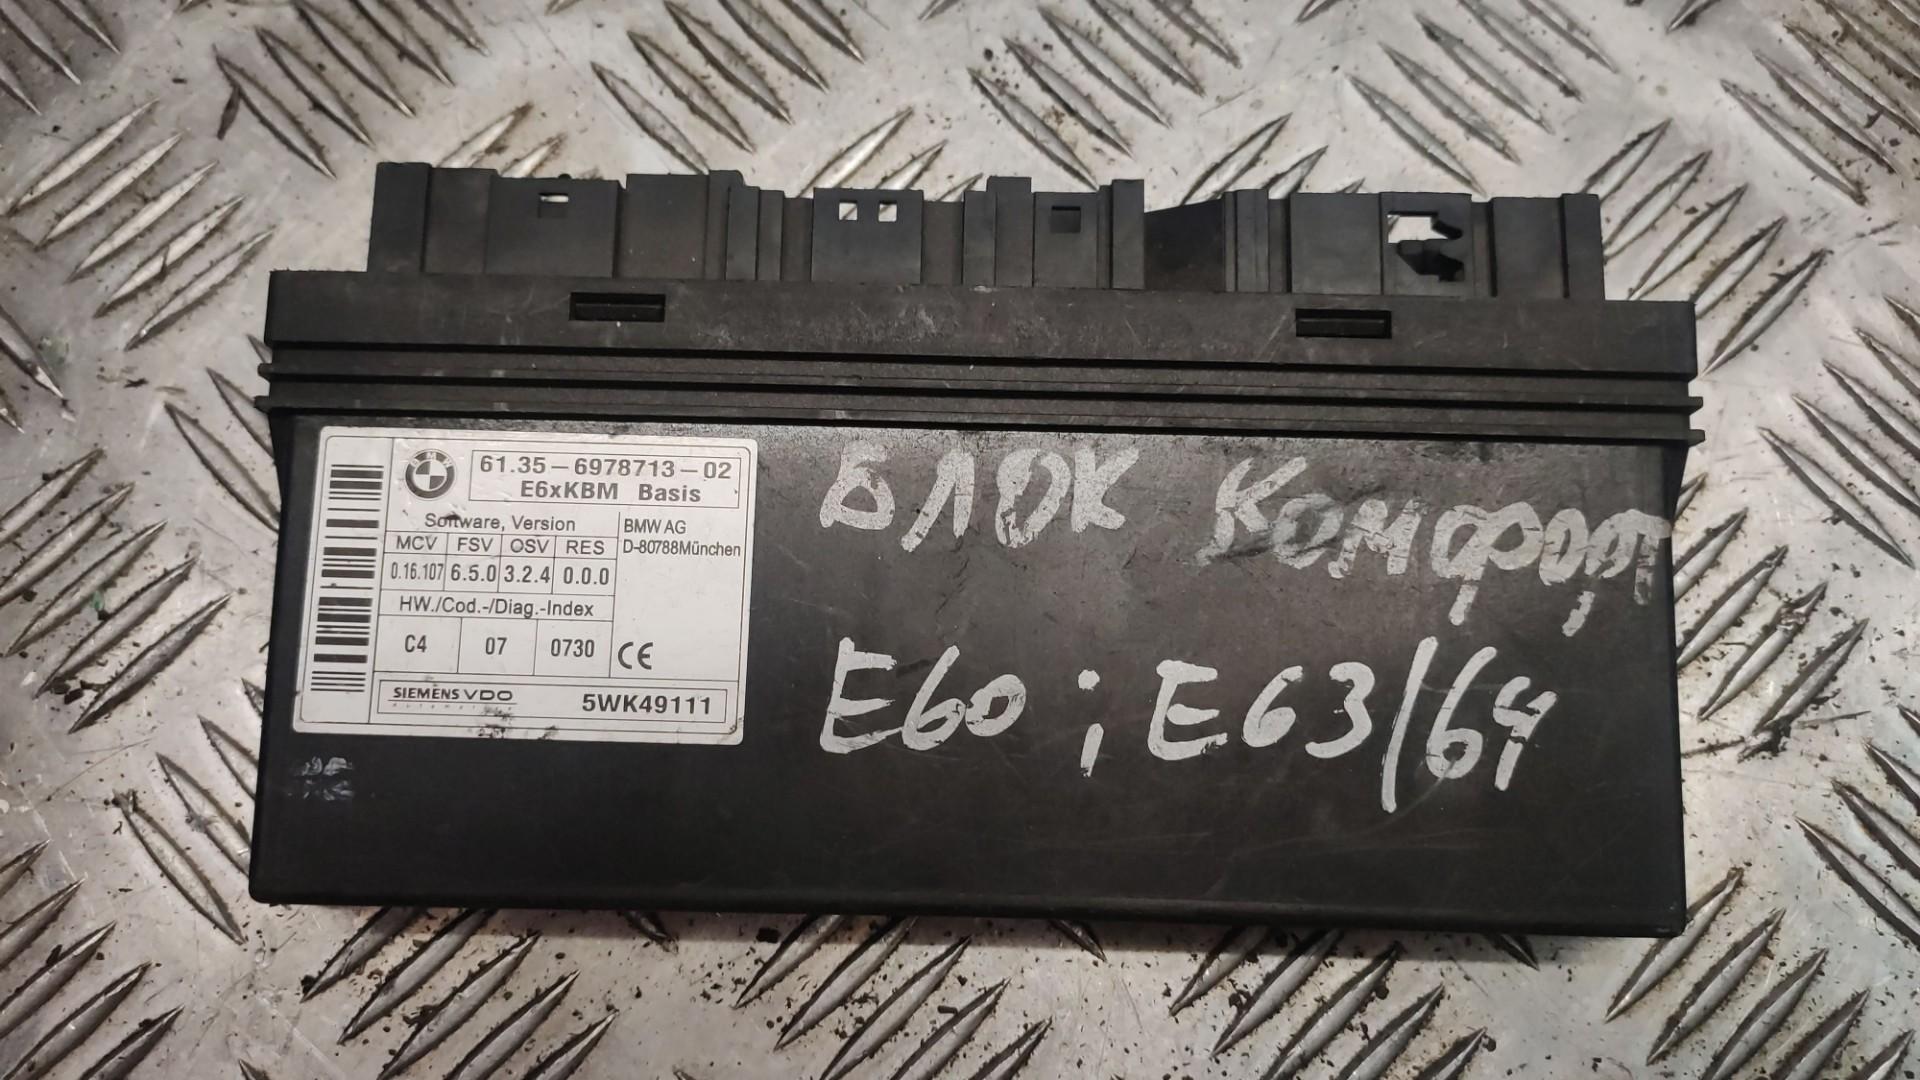 BMW
61.35-6978713-02
E6xKBM Basis
Software, Version
MCV FSV OSV RES
0.16.107 6.5.0 3.2.4 0.0.0
HW./Cod.-/Diag.-Index
C4 07 0730
BMW AG
D-80788München
CE
SIEMENS VDO
Automotive
5WK49111
БЛОК Комфорт
E60; E63/64